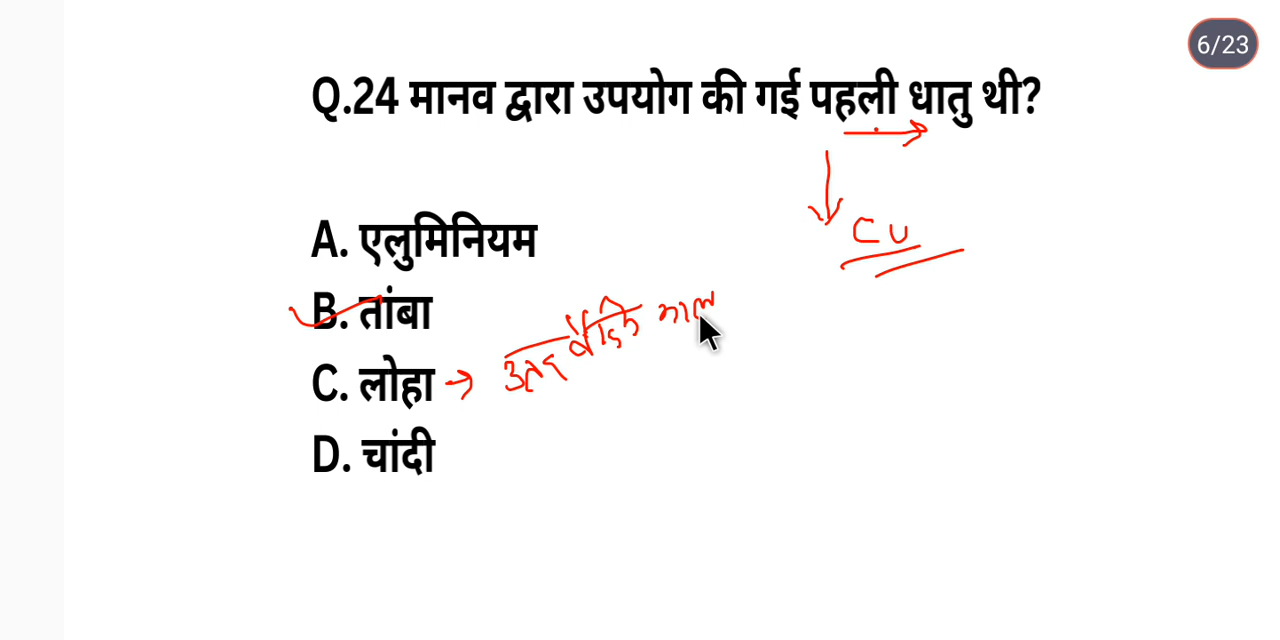 6/23
Q.24 मानव द्वारा उपयोग की गई पहली धातु थी?
Cu
A. एलुमिनियम
B. तांबा
C. लोहा → उत्तर वैदिक काल
D. चांदी